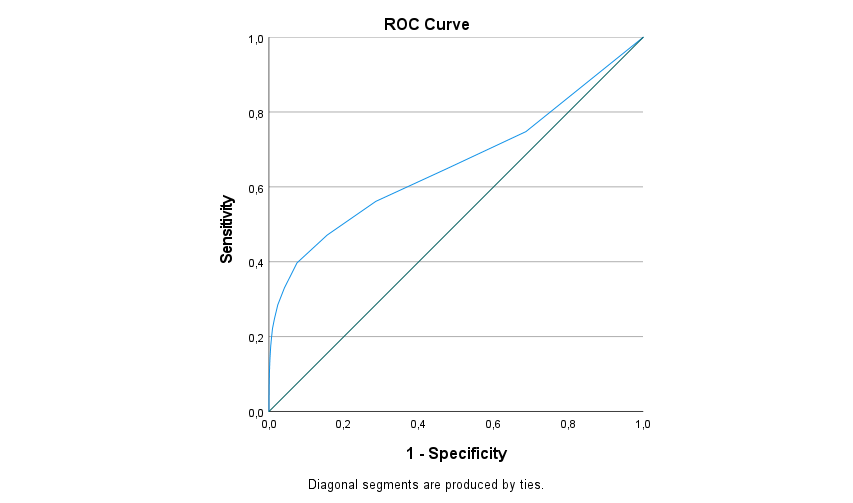 ROC Curve
1,0
0,8
0,6
0,4
0,2
0,0
Sensitivity
0,0 0,2 0,4 0,6 0,8 1,0
1 - Specificity
Diagonal segments are produced by ties.